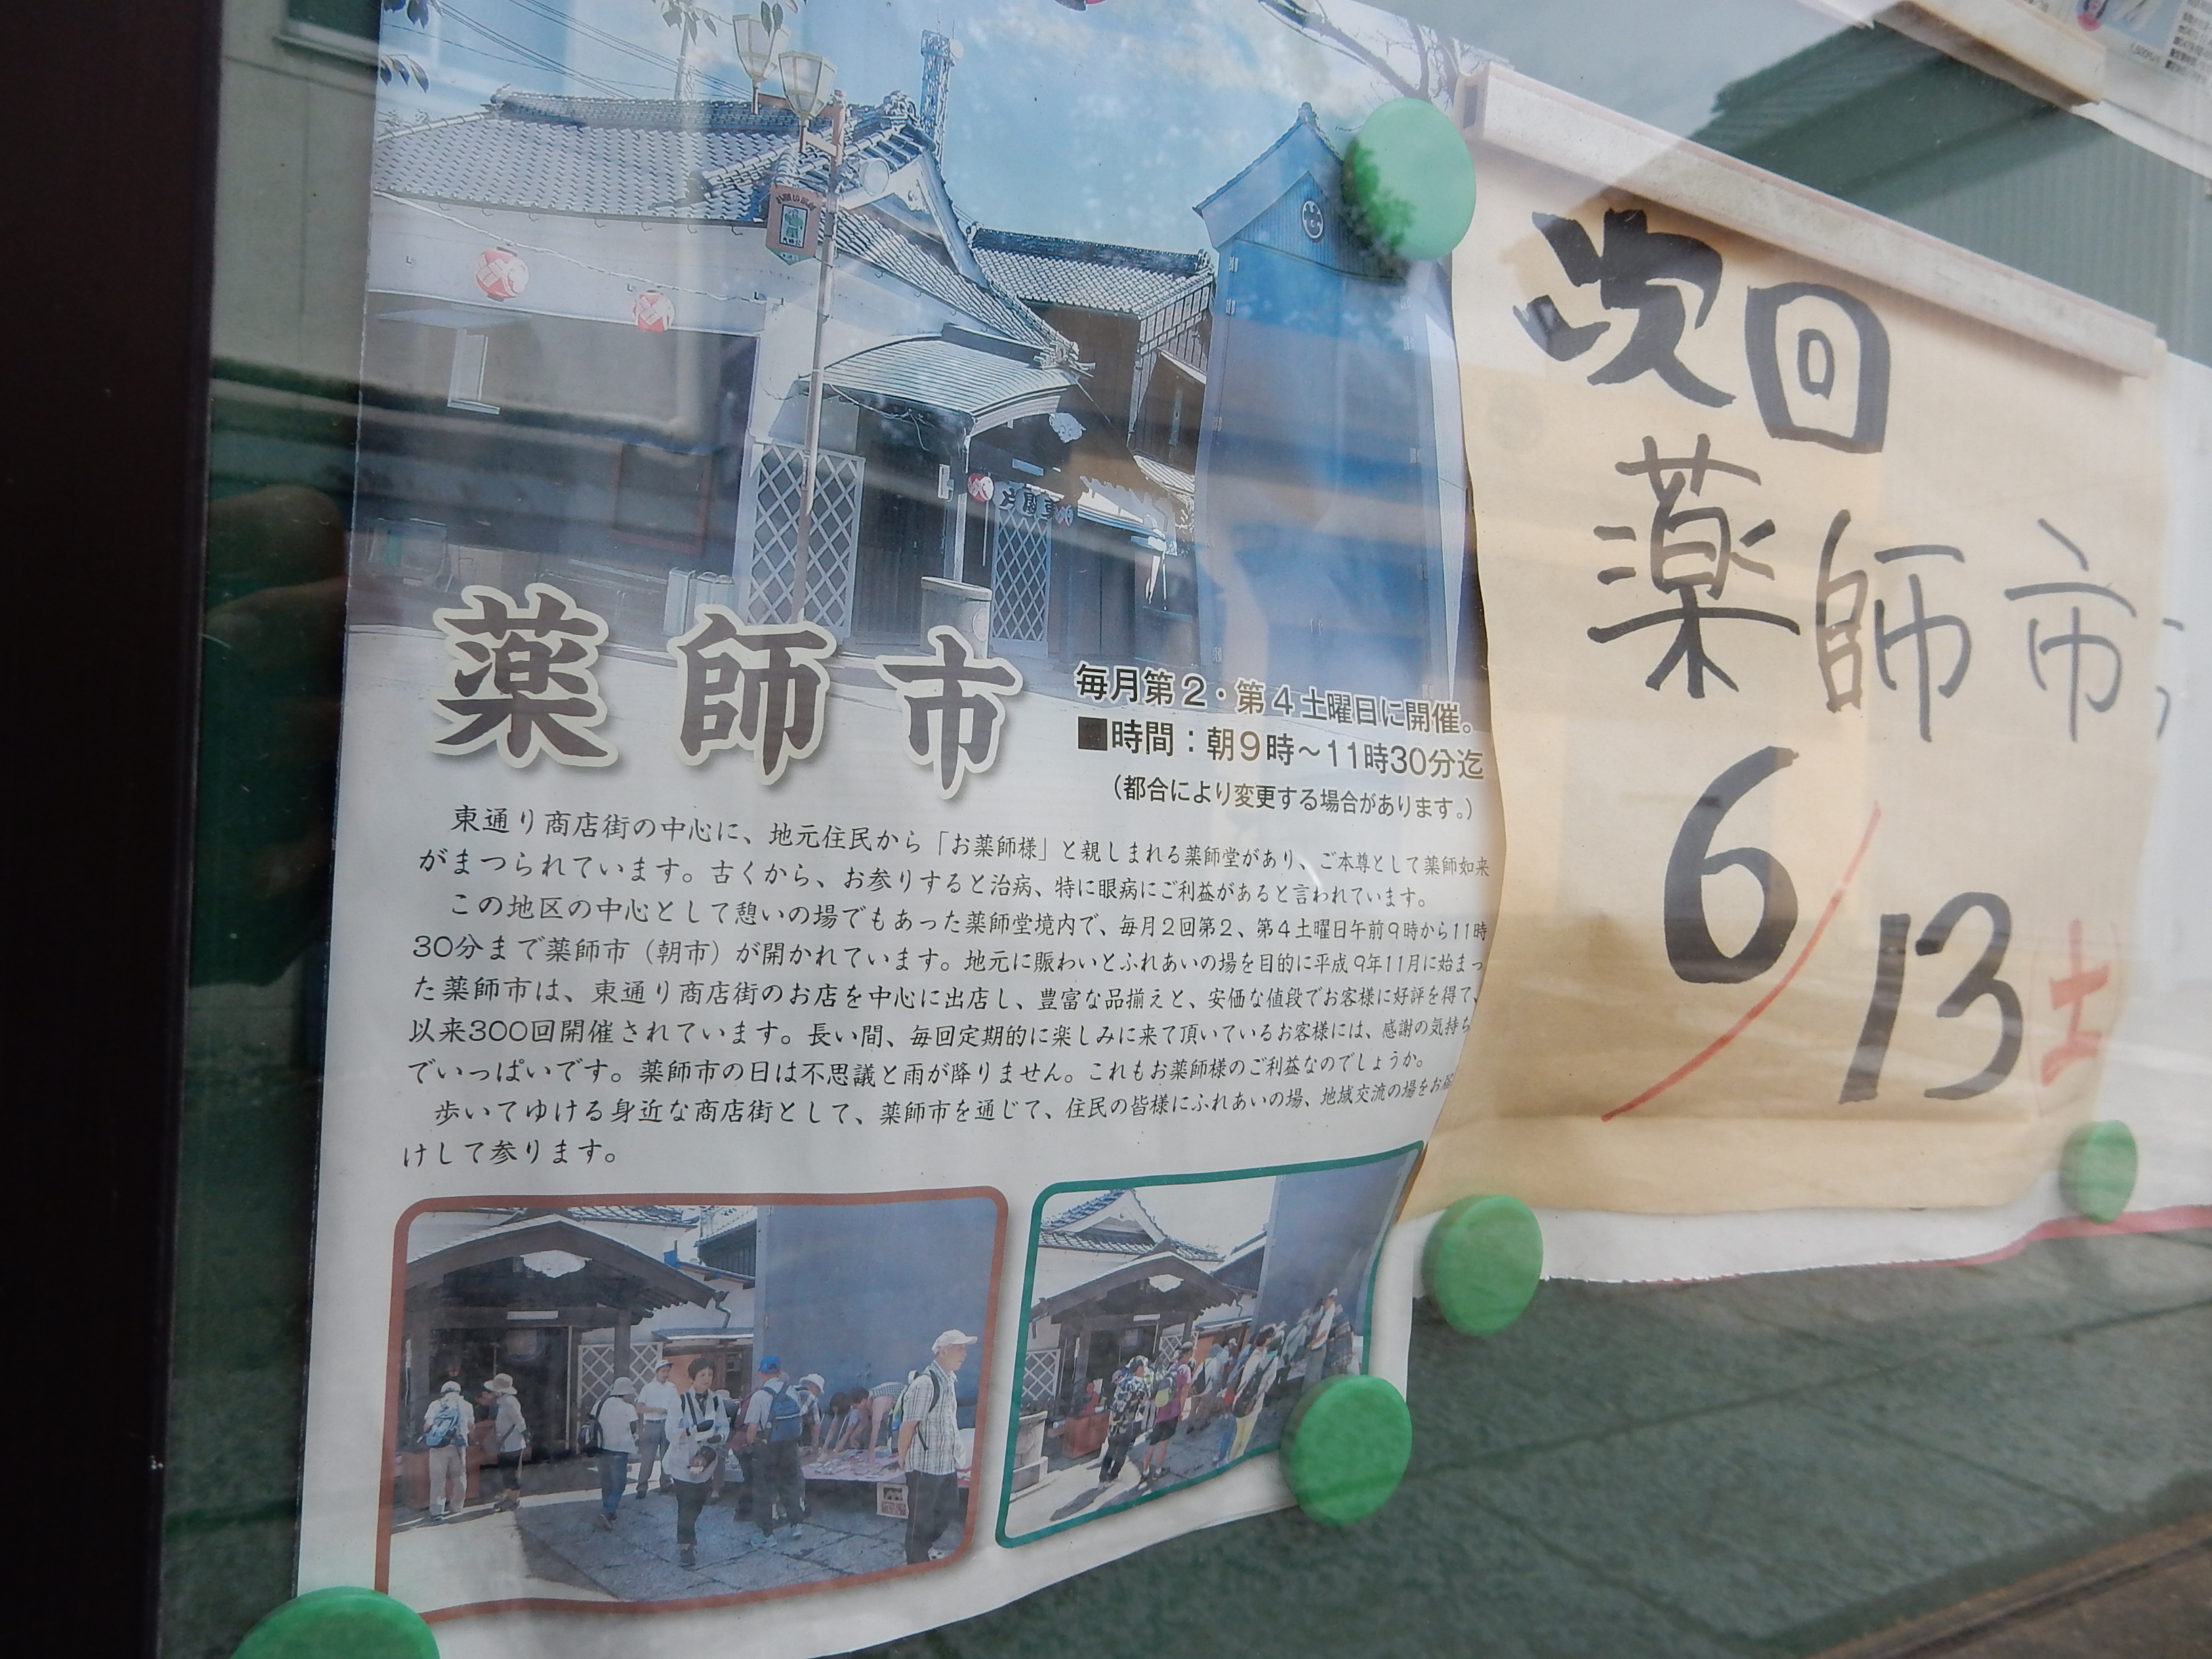 薬師市
毎月第2・第4土曜日に開催。
■時間：朝9時～11時30分迄
（都合により変更する場合があります。）
東通り商店街の中心に、地元住民から「お薬師様」と親しまれる薬師堂があり、ご本尊として薬師如来
がまつられています。古くから、お参りすると治病、特に眼病にご利益があると言われています。
この地区の中心として憩いの場でもあった薬師堂境内で、毎月2回第2、第4土曜日午前9時から11時
30分まで薬師市（朝市）が開かれています。地元に賑わいとふれあいの場を目的に平成9年11月に始まっ
た薬師市は、東通り商店街のお店を中心に出店し、豊富な品揃えと、安価な値段でお客様に好評を得て、
以来300回開催されています。長い間、毎回定期的に楽しみに来て頂いているお客様には、感謝の気持ち
でいっぱいです。薬師市の日は不思議と雨が降りません。これもお薬師様のご利益なのでしょうか。
歩いてゆける身近な商店街として、薬師市を通じて、住民の皆様にふれあいの場、地域交流の場をお届
けして参ります。
次回
薬師市
6/13(土